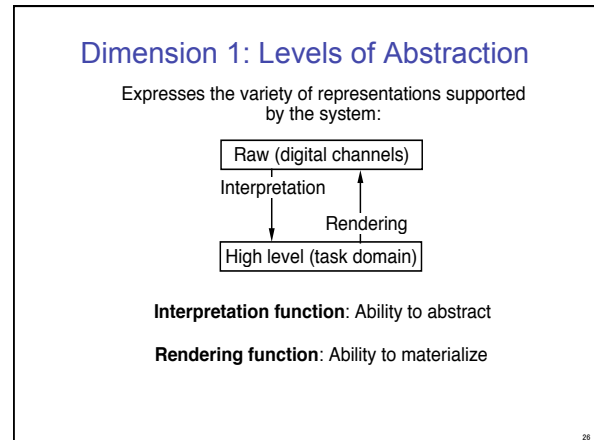 Dimension 1: Levels of Abstraction
Expresses the variety of representations supported
by the system:
Raw (digital channels)
Interpretation
Rendering
High level (task domain)
Interpretation function: Ability to abstract
Rendering function: Ability to materialize
26